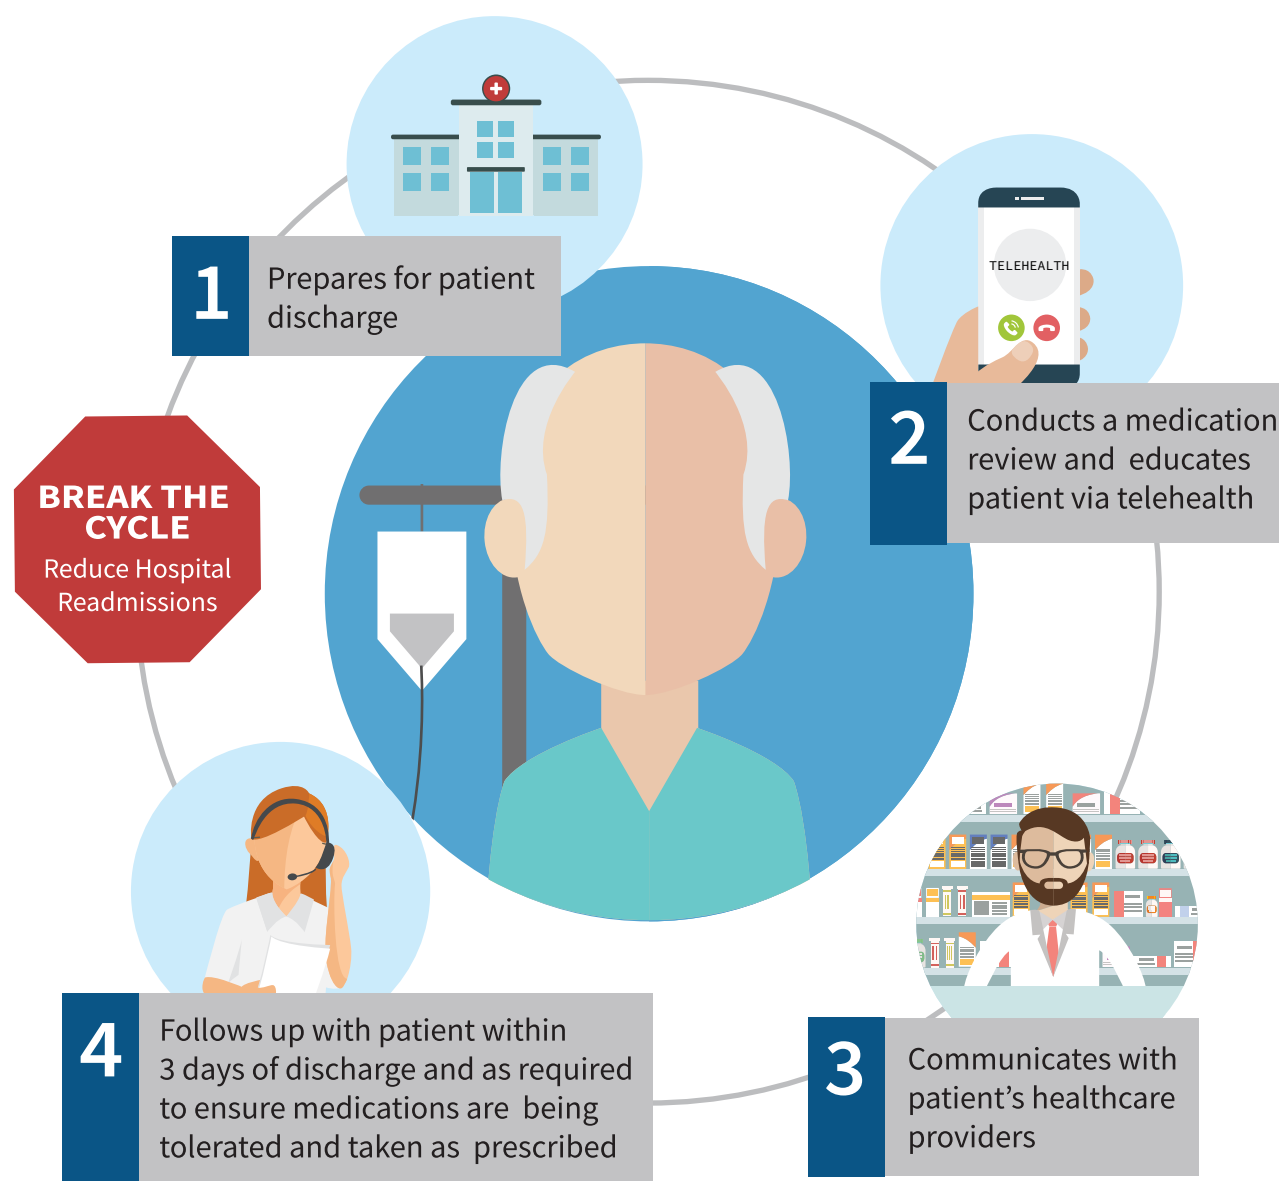 1
Prepares for patient
discharge
TELEHEALTH
2
Conducts a medication
review and educates
patient via telehealth
3
Communicates with
patient’s healthcare
providers
4
Follows up with patient within
3 days of discharge and as required
to ensure medications are being
tolerated and taken as prescribed
BREAK THE
CYCLE
Reduce Hospital
Readmissions